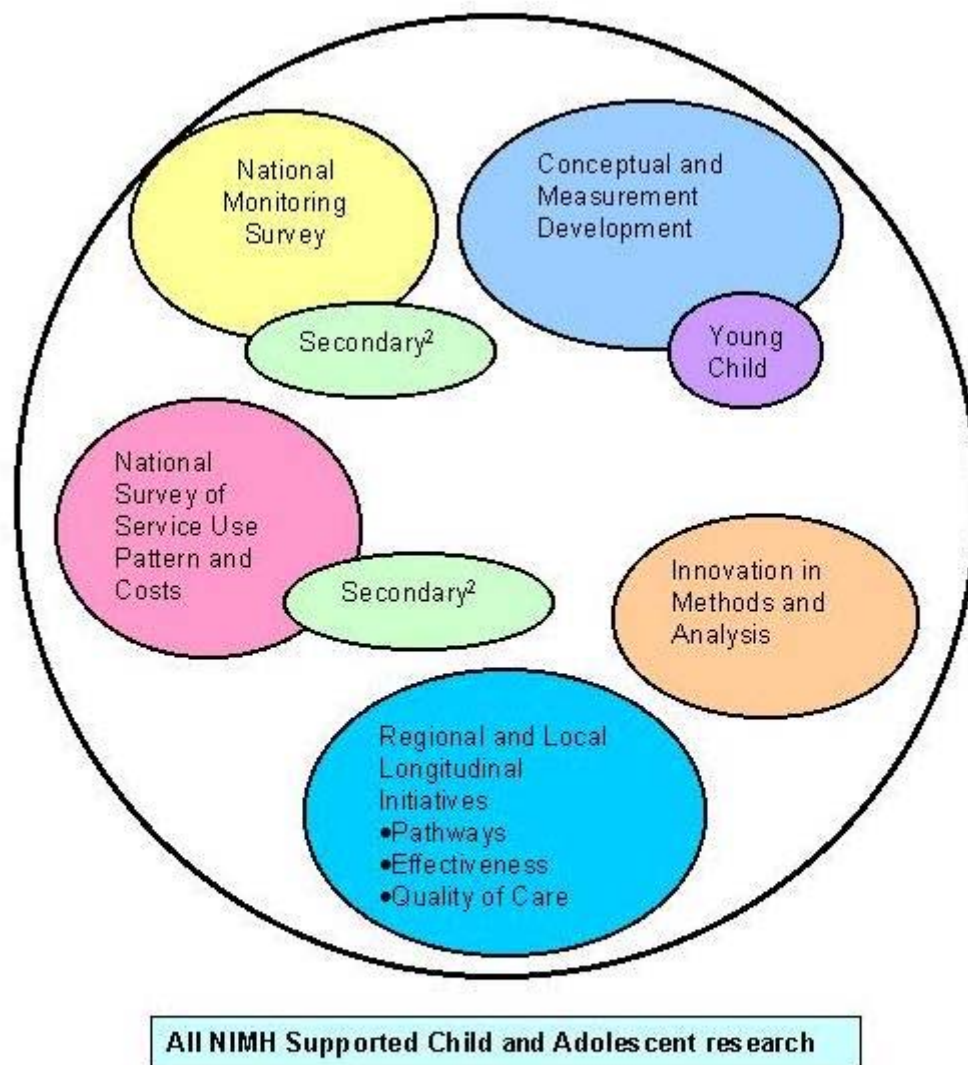 National
Monitoring
Survey
Conceptual and
Measurement
Development
Secondary²
Young
Child
National
Survey of
Service Use
Pattern and
Costs
Secondary²
Innovation in
Methods and
Analysis
Regional and Local
Longitudinal
Initiatives
•Pathways
•Effectiveness
•Quality of Care
All NIMH Supported Child and Adolescent research